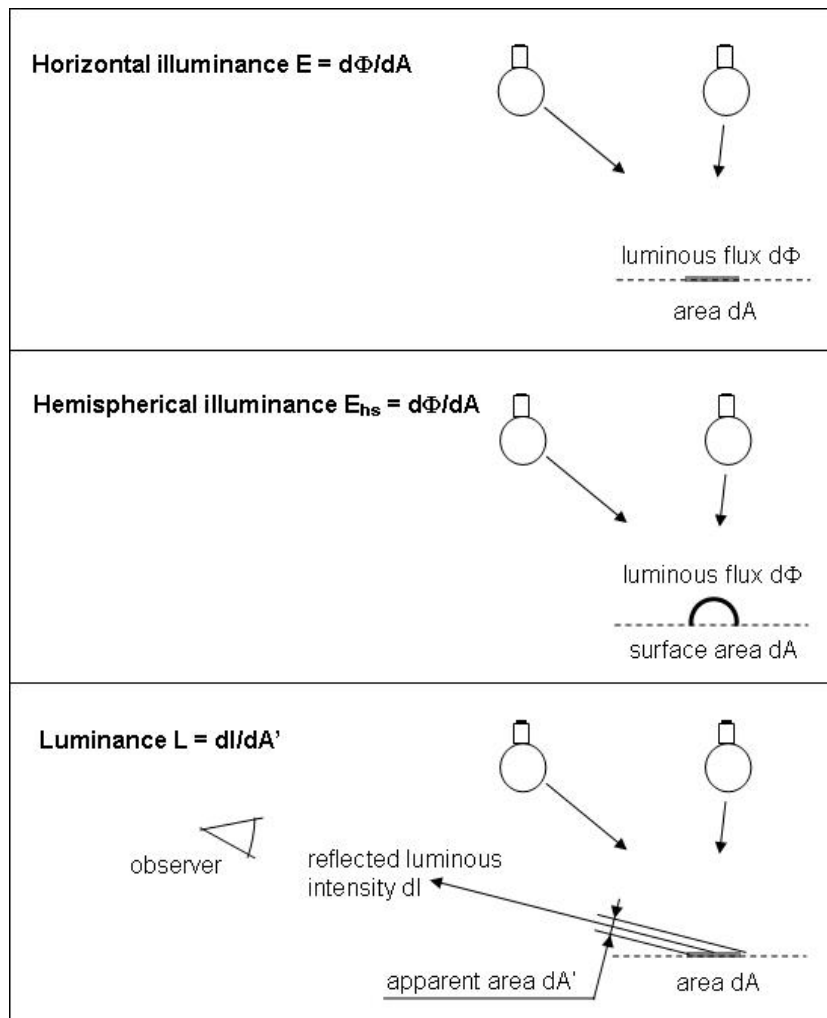 Horizontal illuminance E = dΦ/dA
luminous flux dΦ
area dA
Hemispherical illuminance Ehs = dΦ/dA
luminous flux dΦ
surface area dA
Luminance L = dI/dA'
observer
reflected luminous
intensity dI
apparent area dA'
area dA